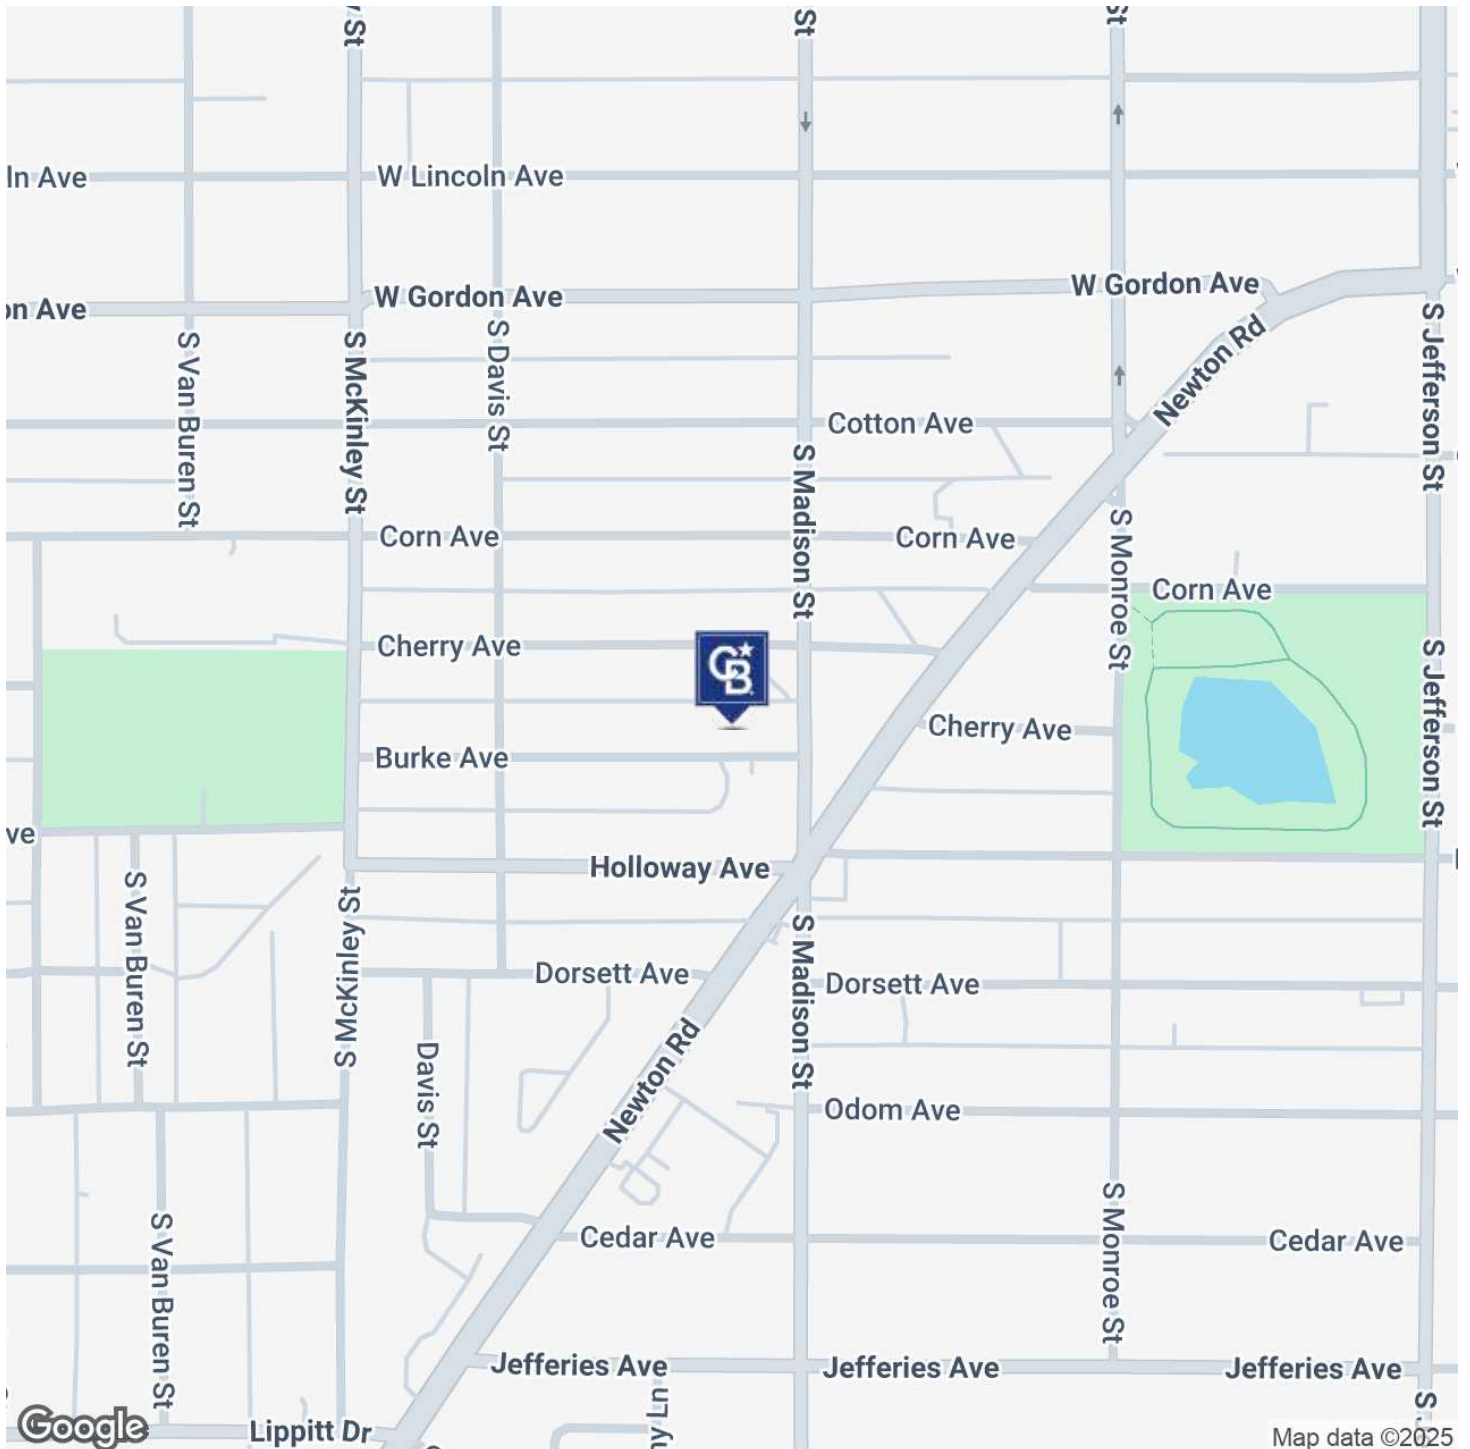 St
St
St
ln Ave
W Lincoln Ave
W Gordon Ave
W Gordon Ave
on Ave
S Van Buren St
S McKinley St
S Davis St
Newton Rd
S Jefferson St
Cotton Ave
S Madison St
Corn Ave
Corn Ave
S Monroe St
Corn Ave
Cherry Ave
CB
S Jefferson St
Cherry Ave
Burke Ave
ve
Holloway Ave
S Van Buren St
S McKinley St
Dorsett Ave
S Madison St
Dorsett Ave
Newton Rd
Davis St
Odom Ave
S Van Buren St
Cedar Ave
S Monroe St
Cedar Ave
Jefferies Ave
Jefferies Ave
Jefferies Ave
Lippitt Dr
Google
Map data ©2025